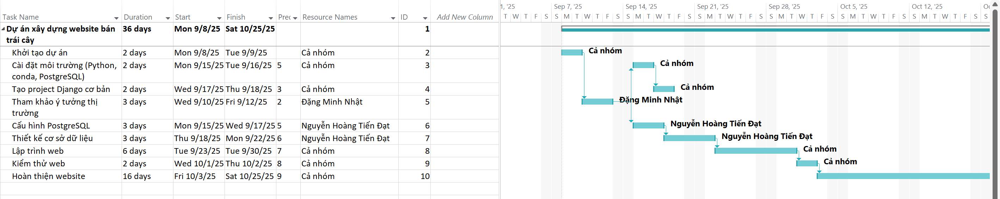 Task Name Duration Start Finish Prec Resource Names ID Add New Column
Dự án xây dựng website bán 36 days Mon 9/8/25 Sat 10/25/25 1
trái cây
Khởi tạo dự án 2 days Mon 9/8/25 Tue 9/9/25 Cả nhóm 2
Cài đặt môi trường (Python, 2 days Mon 9/15/25 Tue 9/16/25 5 Cả nhóm 3
conda, PostgreSQL)
Tạo project Django cơ bản 2 days Wed 9/17/25 Thu 9/18/25 3 Cả nhóm 4
Tham khảo ý tưởng thị 3 days Wed 9/10/25 Fri 9/12/25 2 Đặng Minh Nhật 5
trường
Cấu hình PostgreSQL 3 days Mon 9/15/25 Wed 9/17/25 5 Nguyễn Hoàng Tiến Đạt 6
Thiết kế cơ sở dữ liệu 3 days Thu 9/18/25 Mon 9/22/25 6 Nguyễn Hoàng Tiến Đạt 7
Lập trình web 6 days Tue 9/23/25 Tue 9/30/25 7 Cả nhóm 8
Kiểm thử web 2 days Wed 10/1/25 Thu 10/2/25 8 Cả nhóm 9
Hoàn thiện website 16 days Fri 10/3/25 Sat 10/25/25 9 Cả nhóm 10
1, '25 Sep 7, '25 Sep 14, '25 Sep 21, '25 Sep 28, '25 Oct 5, '25 Oct 12, '25 Oc
T W T F S S M T W T F S S M T W T F S S M T W T F S S M T W T F S S M T W T F S S M T W T F S S
Cả nhóm
Cả nhóm
Cả nhóm
Đặng Minh Nhật
Nguyễn Hoàng Tiến Đạt
Nguyễn Hoàng Tiến Đạt
Cả nhóm
Cả nhóm